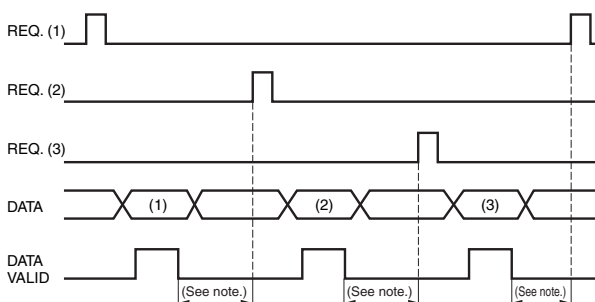 REQ. (1)
REQ. (2)
REQ. (3)
DATA
(1)
(2)
(3)
DATA
VALID
(See note.)
(See note.)
(See note.)